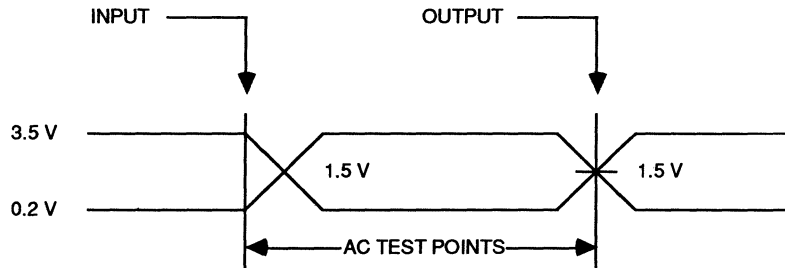 INPUT OUTPUT
3.5 V
1.5 V 1.5 V
0.2 V
AC TEST POINTS